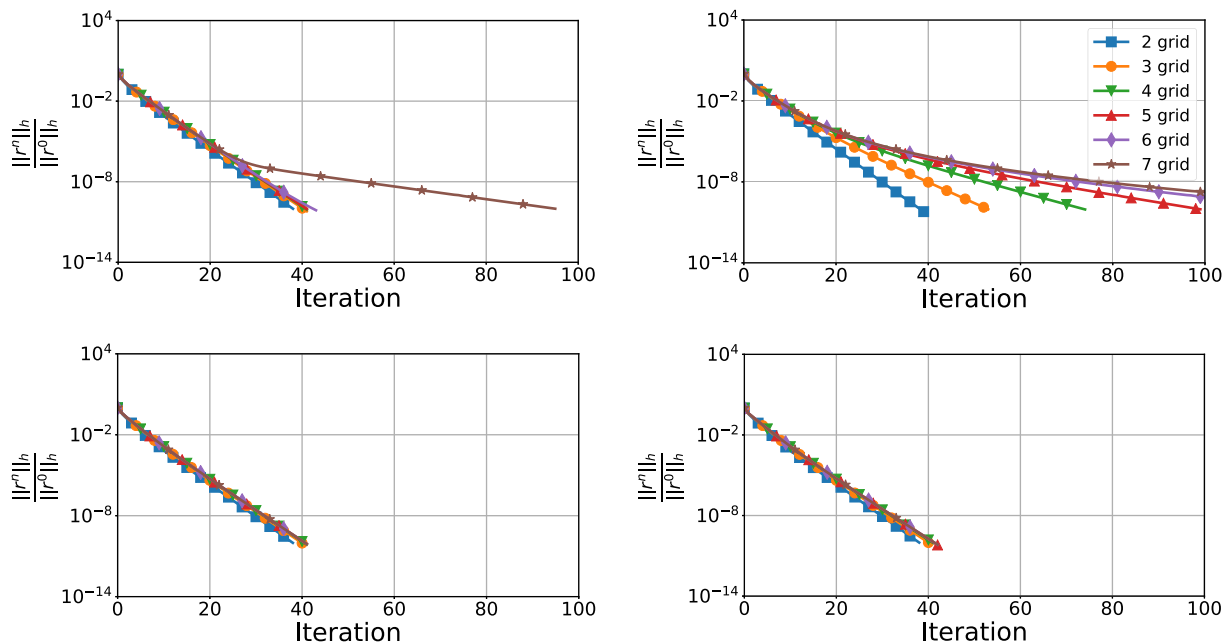 10^4
10^-2
10^-8
10^-14
||r^n||_h
||r^0||_h
0 20 40 60 80 100
Iteration
10^4
10^-2
10^-8
10^-14
||r^n||_h
||r^0||_h
0 20 40 60 80 100
Iteration
2 grid
3 grid
4 grid
5 grid
6 grid
7 grid
10^4
10^-2
10^-8
10^-14
||r^n||_h
||r^0||_h
0 20 40 60 80 100
Iteration
10^4
10^-2
10^-8
10^-14
||r^n||_h
||r^0||_h
0 20 40 60 80 100
Iteration